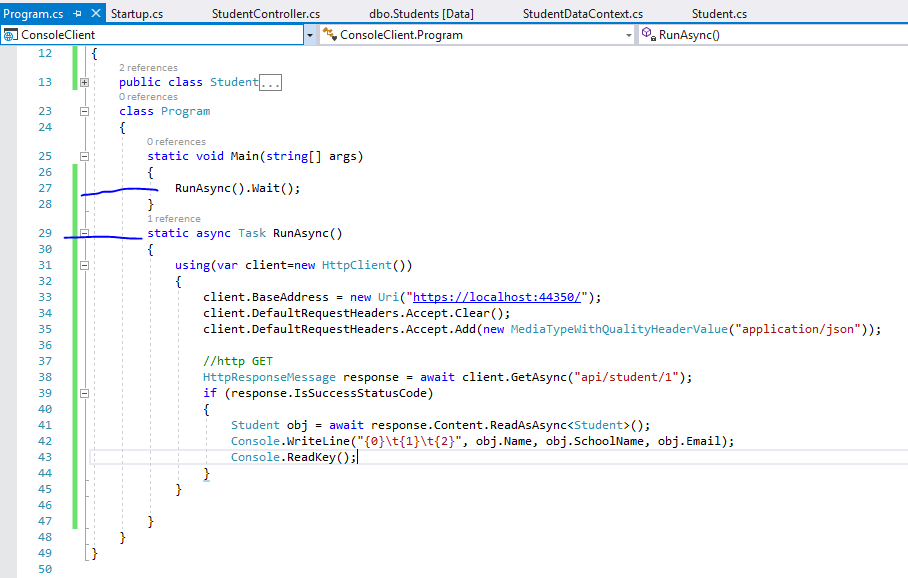 Program.cs Startup.cs StudentController.cs dbo.Students [Data] StudentDataContext.cs Student.cs
ConsoleClient ConsoleClient.Program RunAsync()
12 {
2 references
13 public class Student...
0 references
23 class Program
24 {
0 references
25 static void Main(string[] args)
26 {
27 RunAsync().Wait();
28 }
1 reference
29 static async Task RunAsync()
30 {
31 using(var client=new HttpClient())
32 {
33 client.BaseAddress = new Uri("https://localhost:44350/");
34 client.DefaultRequestHeaders.Accept.Clear();
35 client.DefaultRequestHeaders.Accept.Add(new MediaTypeWithQualityHeaderValue("application/json"));
36
37 //http GET
38 HttpResponseMessage response = await client.GetAsync("api/student/1");
39 if (response.IsSuccessStatusCode)
40 {
41 Student obj = await response.Content.ReadAsAsync<Student>();
42 Console.WriteLine("{0}\t{1}\t{2}", obj.Name, obj.SchoolName, obj.Email);
43 Console.ReadKey();
44 }
45 }
46
47 }
48 }
49 }
50